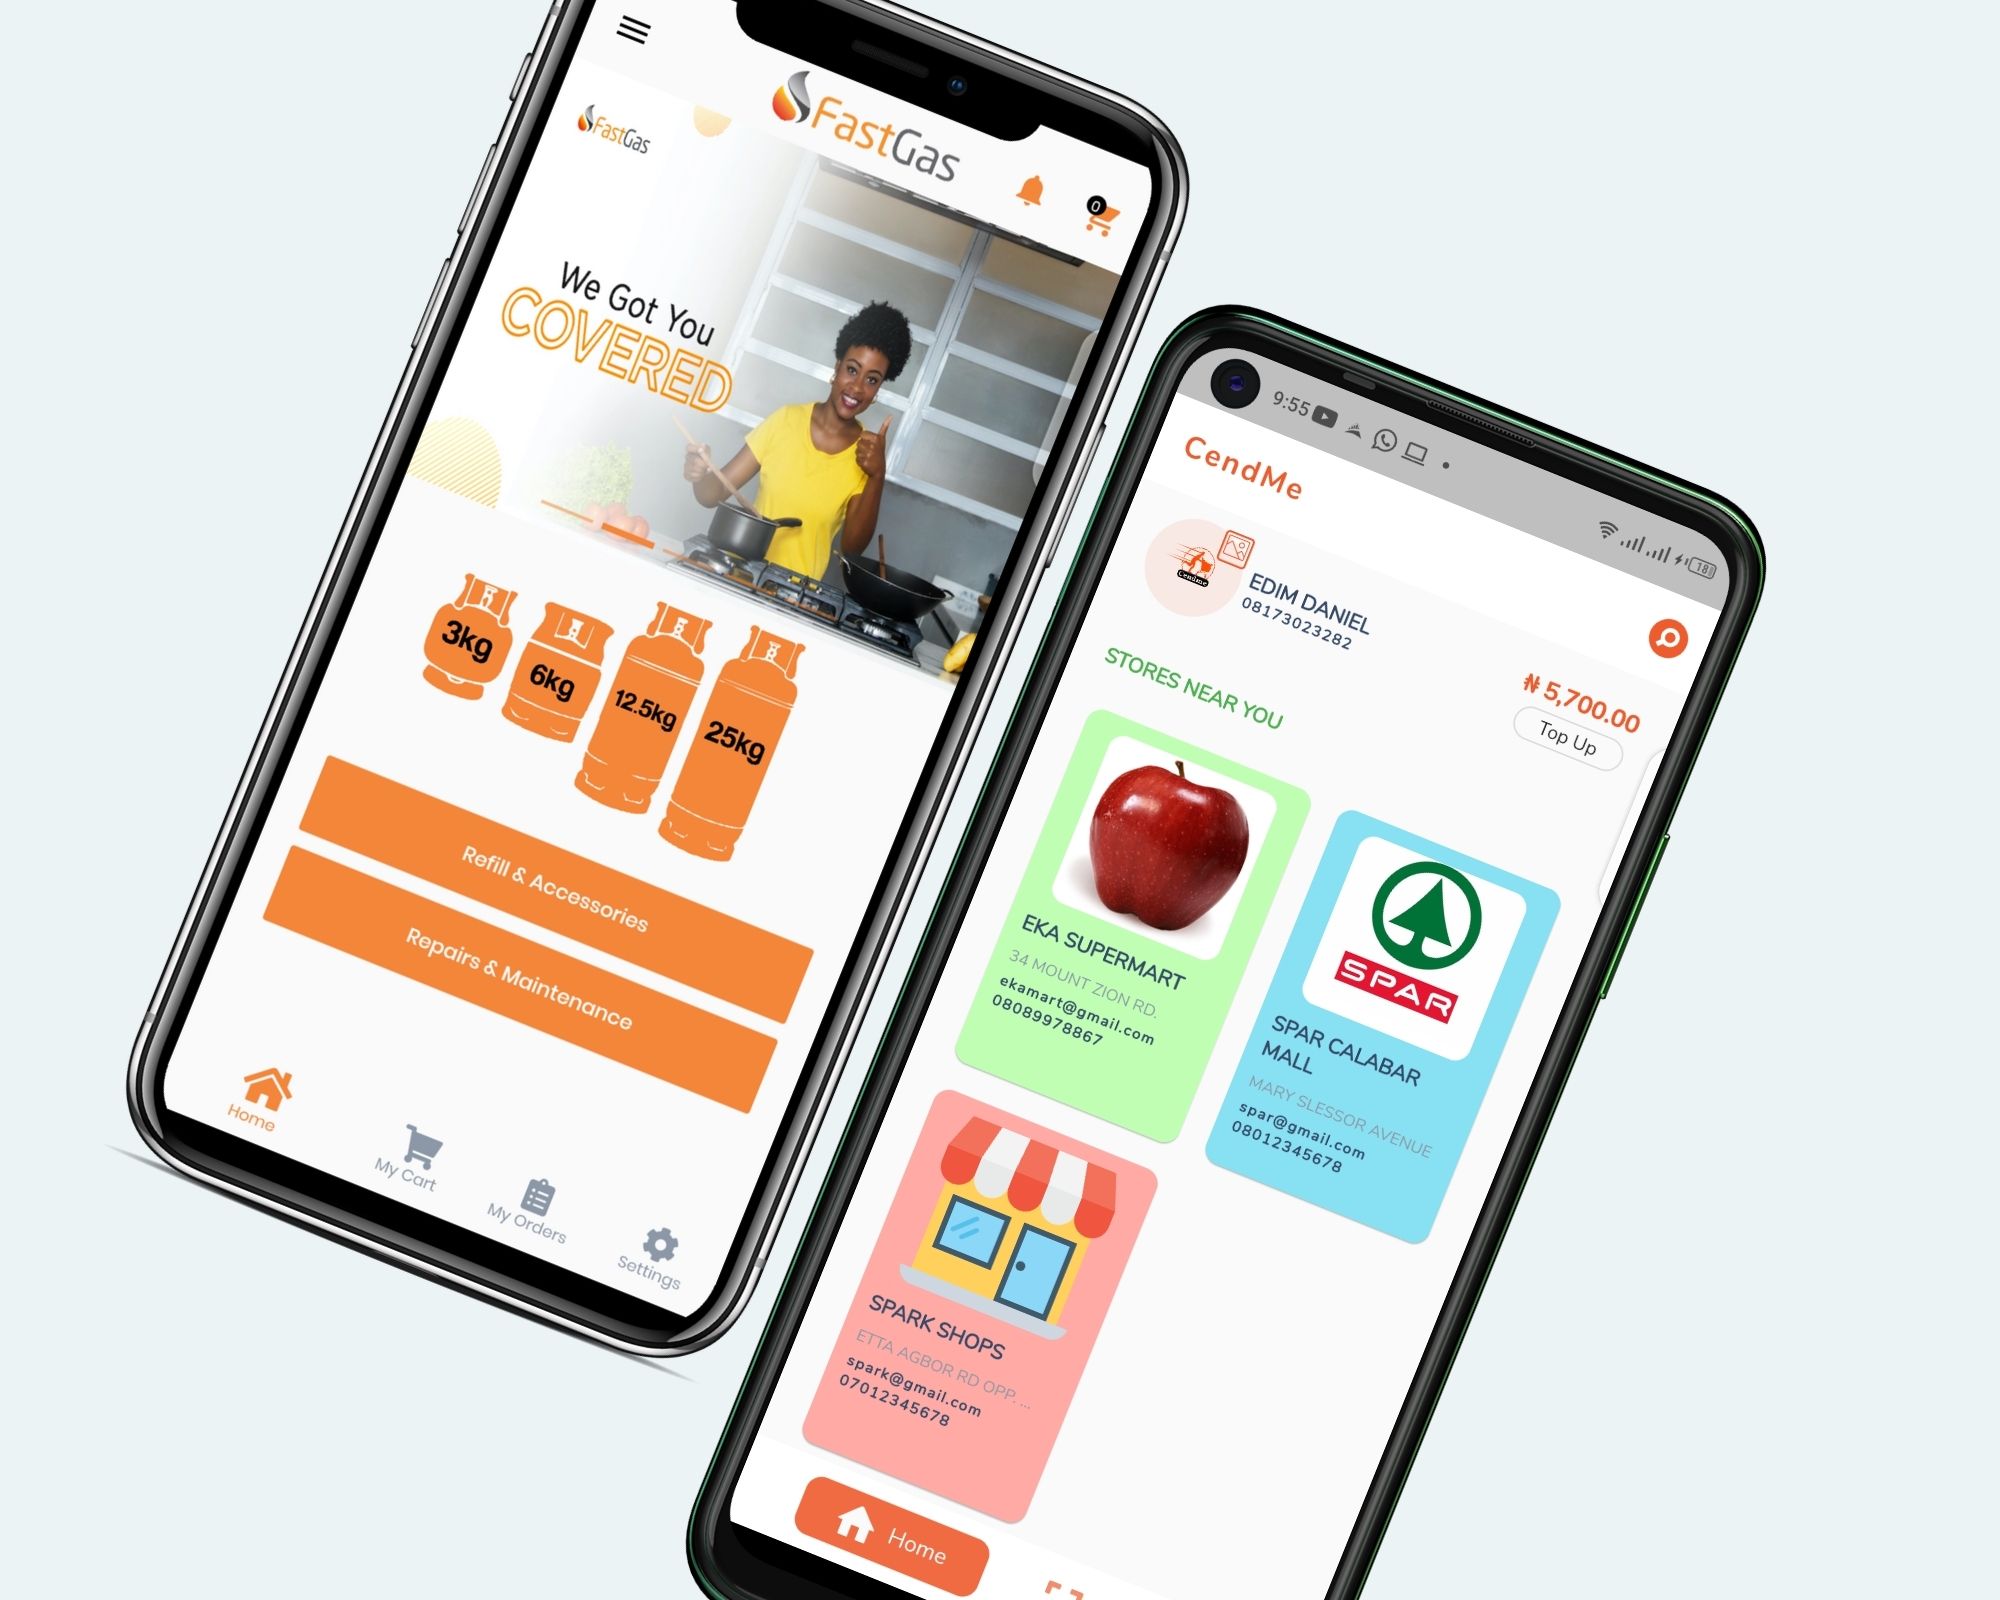 FastGas
0
FastGas
We Got You
COVERED
3kg
6kg
12.5kg
25kg
Refill & Accessories
Repairs & Maintenance
Home
My Cart
My Orders
Settings
9:55
18
CendMe
Cendme
EDIM DANIEL
08173023282
₦ 5,700.00
Top Up
STORES NEAR YOU
EKA SUPERMART
34 MOUNT ZION RD.
ekamart@gmail.com
08089978867
SPAR
SPAR CALABAR
MALL
MARY SLESSOR AVENUE
spar@gmail.com
08012345678
SPARK SHOPS
ETTA AGBOR RD OPP. ...
spark@gmail.com
07012345678
Home